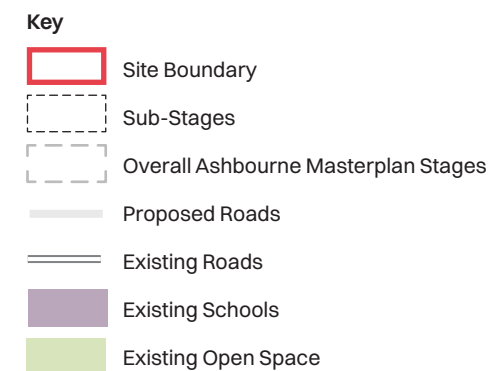 Key
Site Boundary
Sub-Stages
Overall Ashbourne Masterplan Stages
Proposed Roads
Existing Roads
Existing Schools
Existing Open Space